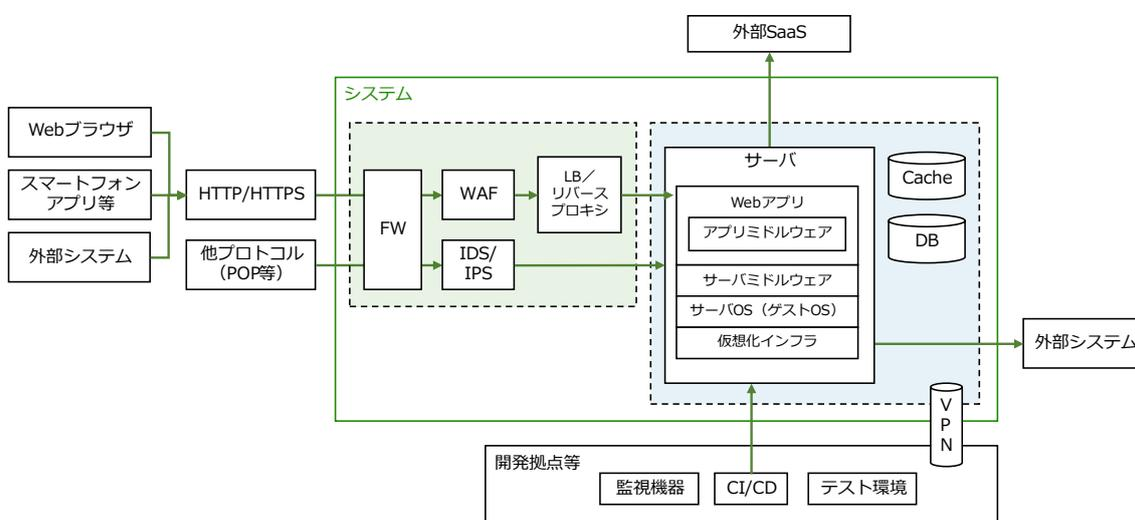 外部SaaS
システム
Webブラウザ
スマートフォン
アプリ等
外部システム
HTTP/HTTPS
他プロトコル
（POP等）
FW
WAF
IDS/
IPS
LB／
リバース
プロキシ
サーバ
Webアプリ
アプリミドルウェア
サーバミドルウェア
サーバOS（ゲストOS）
仮想化インフラ
Cache
DB
外部システム
V
P
N
開発拠点等
監視機器
CI/CD
テスト環境